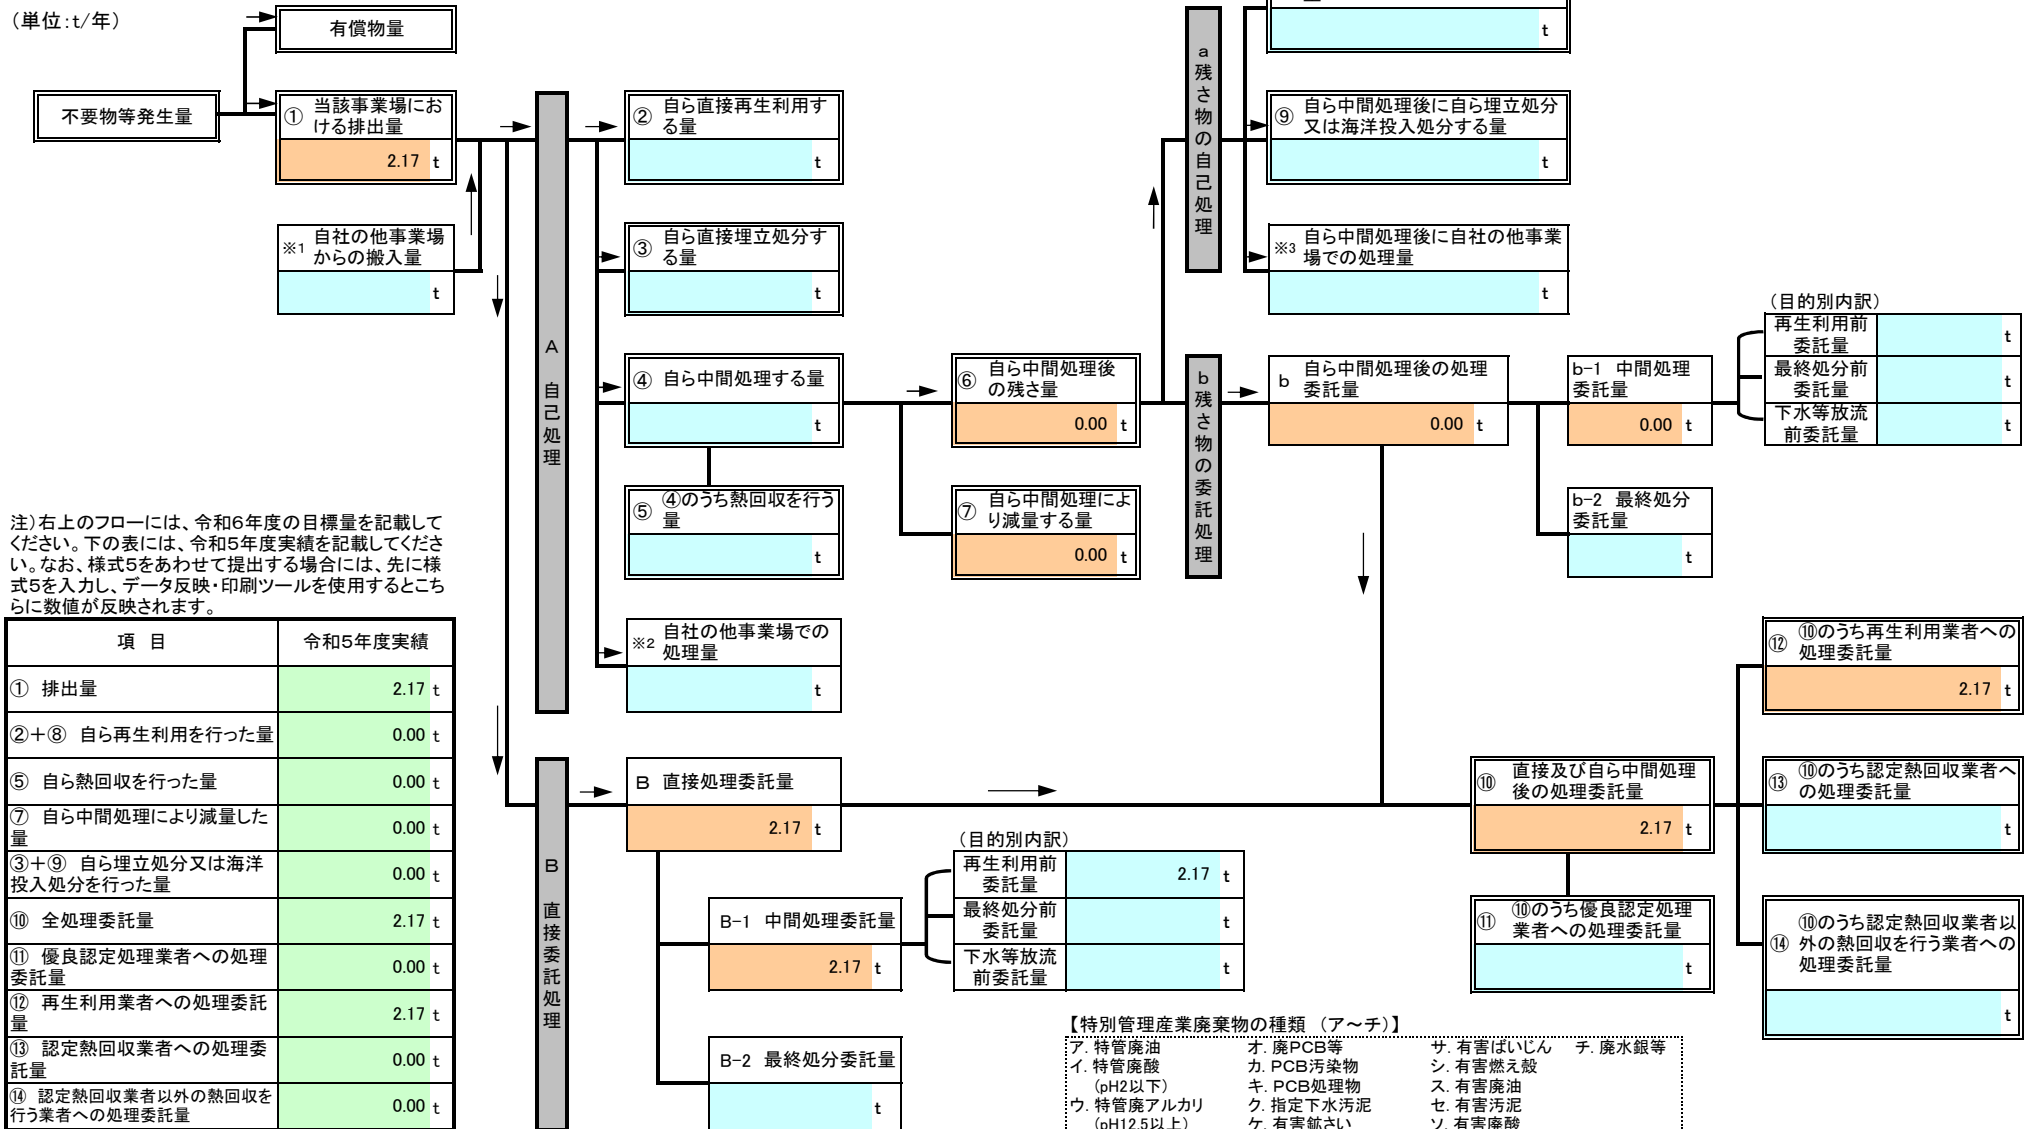 （単位：t/年）
有償物量
不要物等発生量
① 当該事業場にお
ける排出量
2.17 t
※1 自社の他事業場
からの搬入量
t
A 自己処理
② 自ら直接再生利用す
る量
t
③ 自ら直接埋立処分す
る量
t
④ 自ら中間処理する量
t
⑤ ④のうち熱回収を行う
量
t
※2 自社の他事業場での
処理量
t
⑥ 自ら中間処理後
の残さ量
0.00 t
⑦ 自ら中間処理によ
り減量する量
0.00 t
a 残さ物の自己処理
t
⑨ 自ら中間処理後に自ら埋立処分
又は海洋投入処分する量
t
※3 自ら中間処理後に自社の他事業
場での処理量
t
b 残さ物の委託処理
b 自ら中間処理後の処理
委託量
0.00 t
b-1 中間処理
委託量
0.00 t
（目的別内訳）
再生利用前
委託量
t
最終処分前
委託量
t
下水等放流
前委託量
t
b-2 最終処分
委託量
t
注）右上のフローには、令和6年度の目標量を記載して
ください。下の表には、令和5年度実績を記載してくださ
い。なお、様式5をあわせて提出する場合には、先に様
式5を入力し、データ反映・印刷ツールを使用するとこち
らに数値が反映されます。
項 目 令和5年度実績
① 排出量 2.17 t
②＋⑧ 自ら再生利用を行った量 0.00 t
⑤ 自ら熱回収を行った量 0.00 t
⑦ 自ら中間処理により減量した
量 0.00 t
③＋⑨ 自ら埋立処分又は海洋
投入処分を行った量 0.00 t
⑩ 全処理委託量 2.17 t
⑪ 優良認定処理業者への処理
委託量 0.00 t
⑫ 再生利用業者への処理委託
量 2.17 t
⑬ 認定熱回収業者への処理委
託量 0.00 t
⑭ 認定熱回収業者以外の熱回収を
行う業者への処理委託量 0.00 t
B 直接委託処理
B 直接処理委託量
2.17 t
B-1 中間処理委託量
2.17 t
（目的別内訳）
再生利用前
委託量
2.17 t
最終処分前
委託量
t
下水等放流
前委託量
t
B-2 最終処分委託量
t
⑩ 直接及び自ら中間処理
後の処理委託量
2.17 t
⑪ ⑩のうち優良認定処理
業者への処理委託量
t
⑫ ⑩のうち再生利用業者への
処理委託量
2.17 t
⑬ ⑩のうち認定熱回収業者へ
の処理委託量
t
⑭ ⑩のうち認定熱回収業者以
外の熱回収を行う業者への
処理委託量
t
【特別管理産業廃棄物の種類 （ア～チ）】
ア. 特管廃油 オ. 廃PCB等 サ. 有害ばいじん チ. 廃水銀等
イ. 特管廃酸 カ. PCB汚染物 シ. 有害燃え殻
（pH2以下） キ. PCB処理物 ス. 有害廃油
ウ. 特管廃アルカリ ク. 指定下水汚泥 セ. 有害汚泥
（pH12.5以上） ケ. 有害鉱さい ソ. 有害廃酸